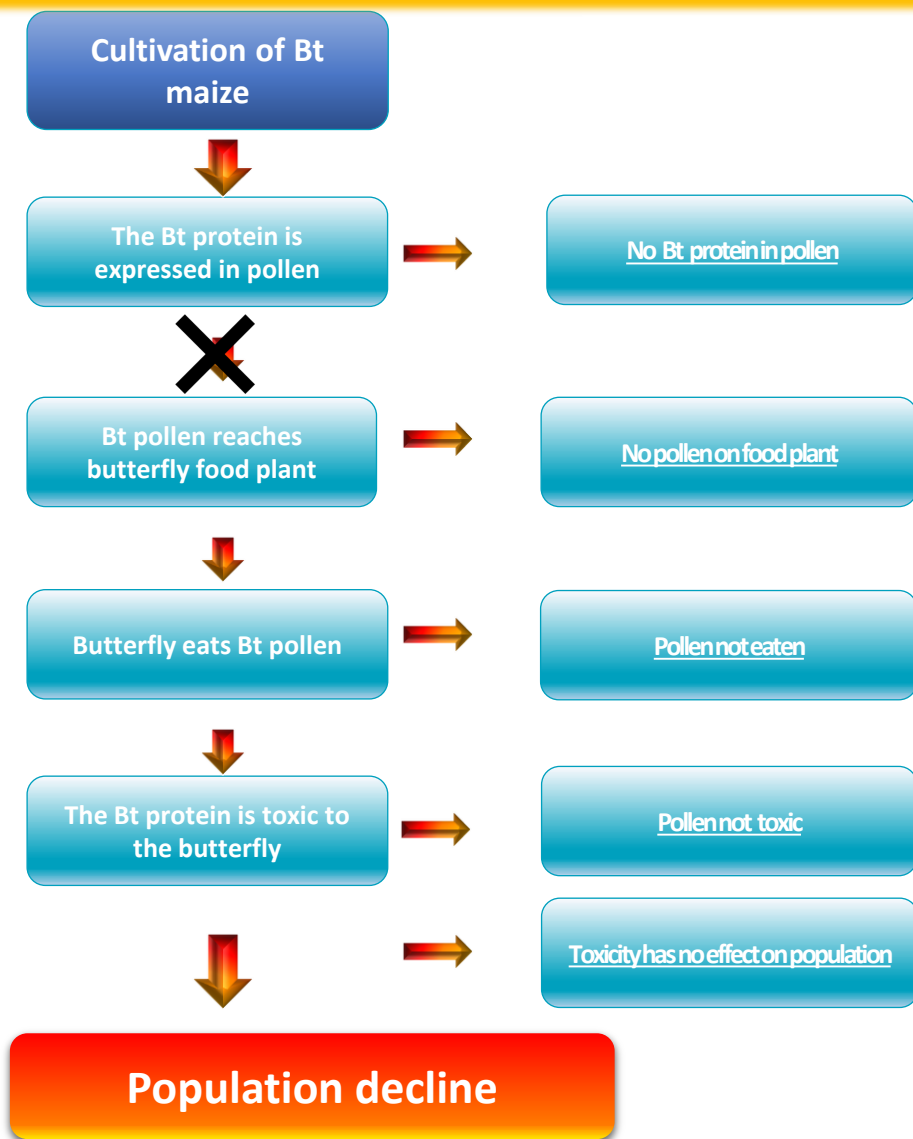 Cultivation of Bt
maize
The Bt protein is
expressed in pollen
No Bt protein in pollen
Bt pollen reaches
butterfly food plant
No pollen on food plant
Butterfly eats Bt pollen
Pollen not eaten
The Bt protein is toxic to
the butterfly
Pollen not toxic
Toxicity has no effect on population
Population decline